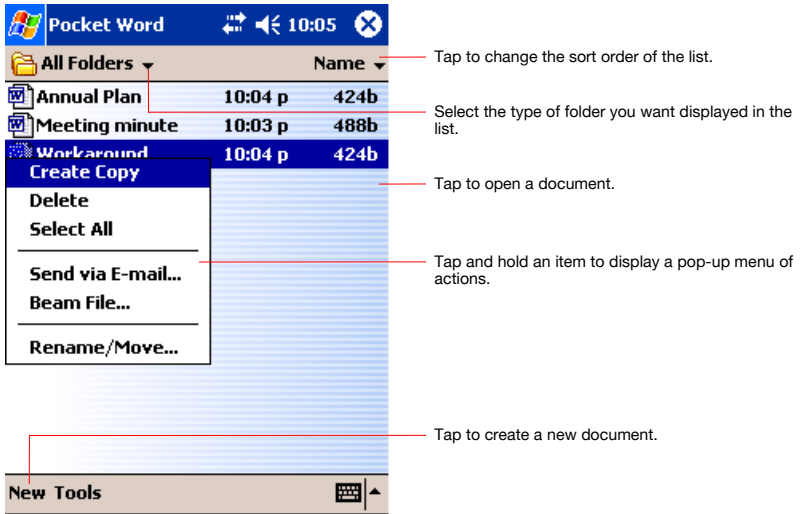 Pocket Word 10:05
All Folders Name
Annual Plan 10:04 p 424b
Meeting minute 10:03 p 488b
Workaround 10:04 p 424b
Create Copy
Delete
Select All
Send via E-mail...
Beam File...
Rename/Move...
New Tools
Tap to change the sort order of the list.
Select the type of folder you want displayed in the
list.
Tap to open a document.
Tap and hold an item to display a pop-up menu of
actions.
Tap to create a new document.